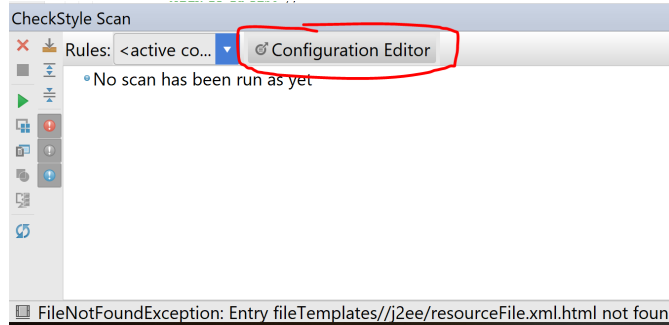 CheckStyle Scan
Rules: <active co... Configuration Editor
No scan has been run as yet
FileNotFoundException: Entry fileTemplates//j2ee/resourceFile.xml.html not foun